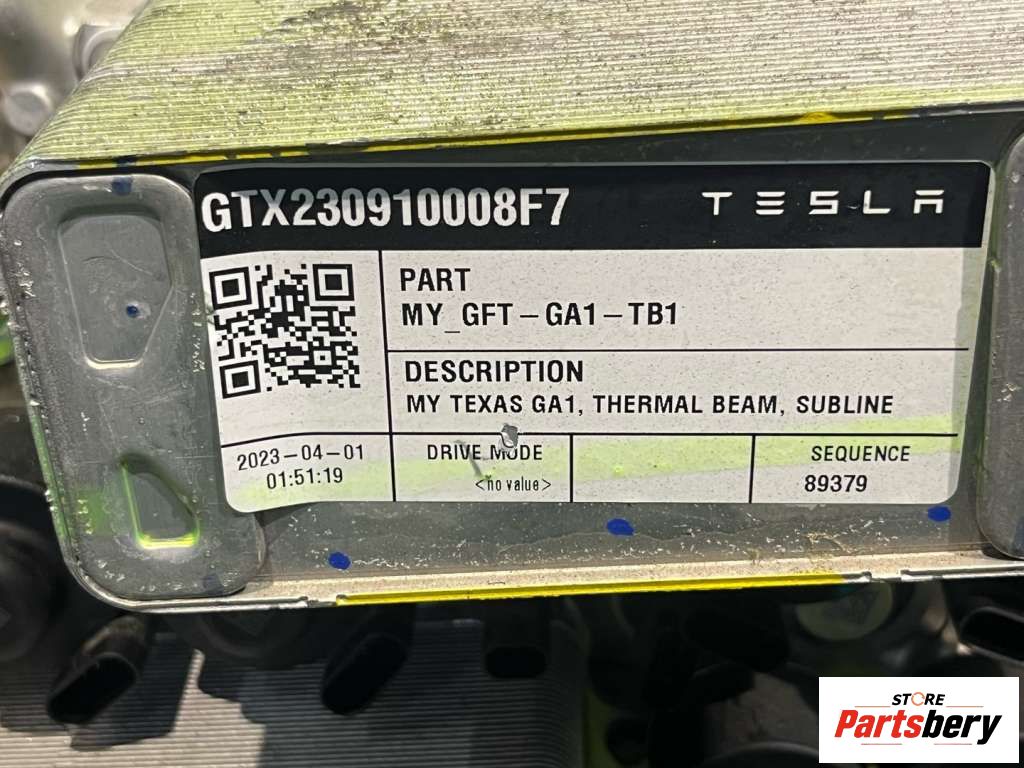 GTX230910008F7
TESLA
PART
MY_GFT-GA1-TB1
DESCRIPTION
MY TEXAS GA1, THERMAL BEAM, SUBLINE
2023-04-01
01:51:19
DRIVE MODE
<no value>
SEQUENCE
89379
STORE
Partsbery